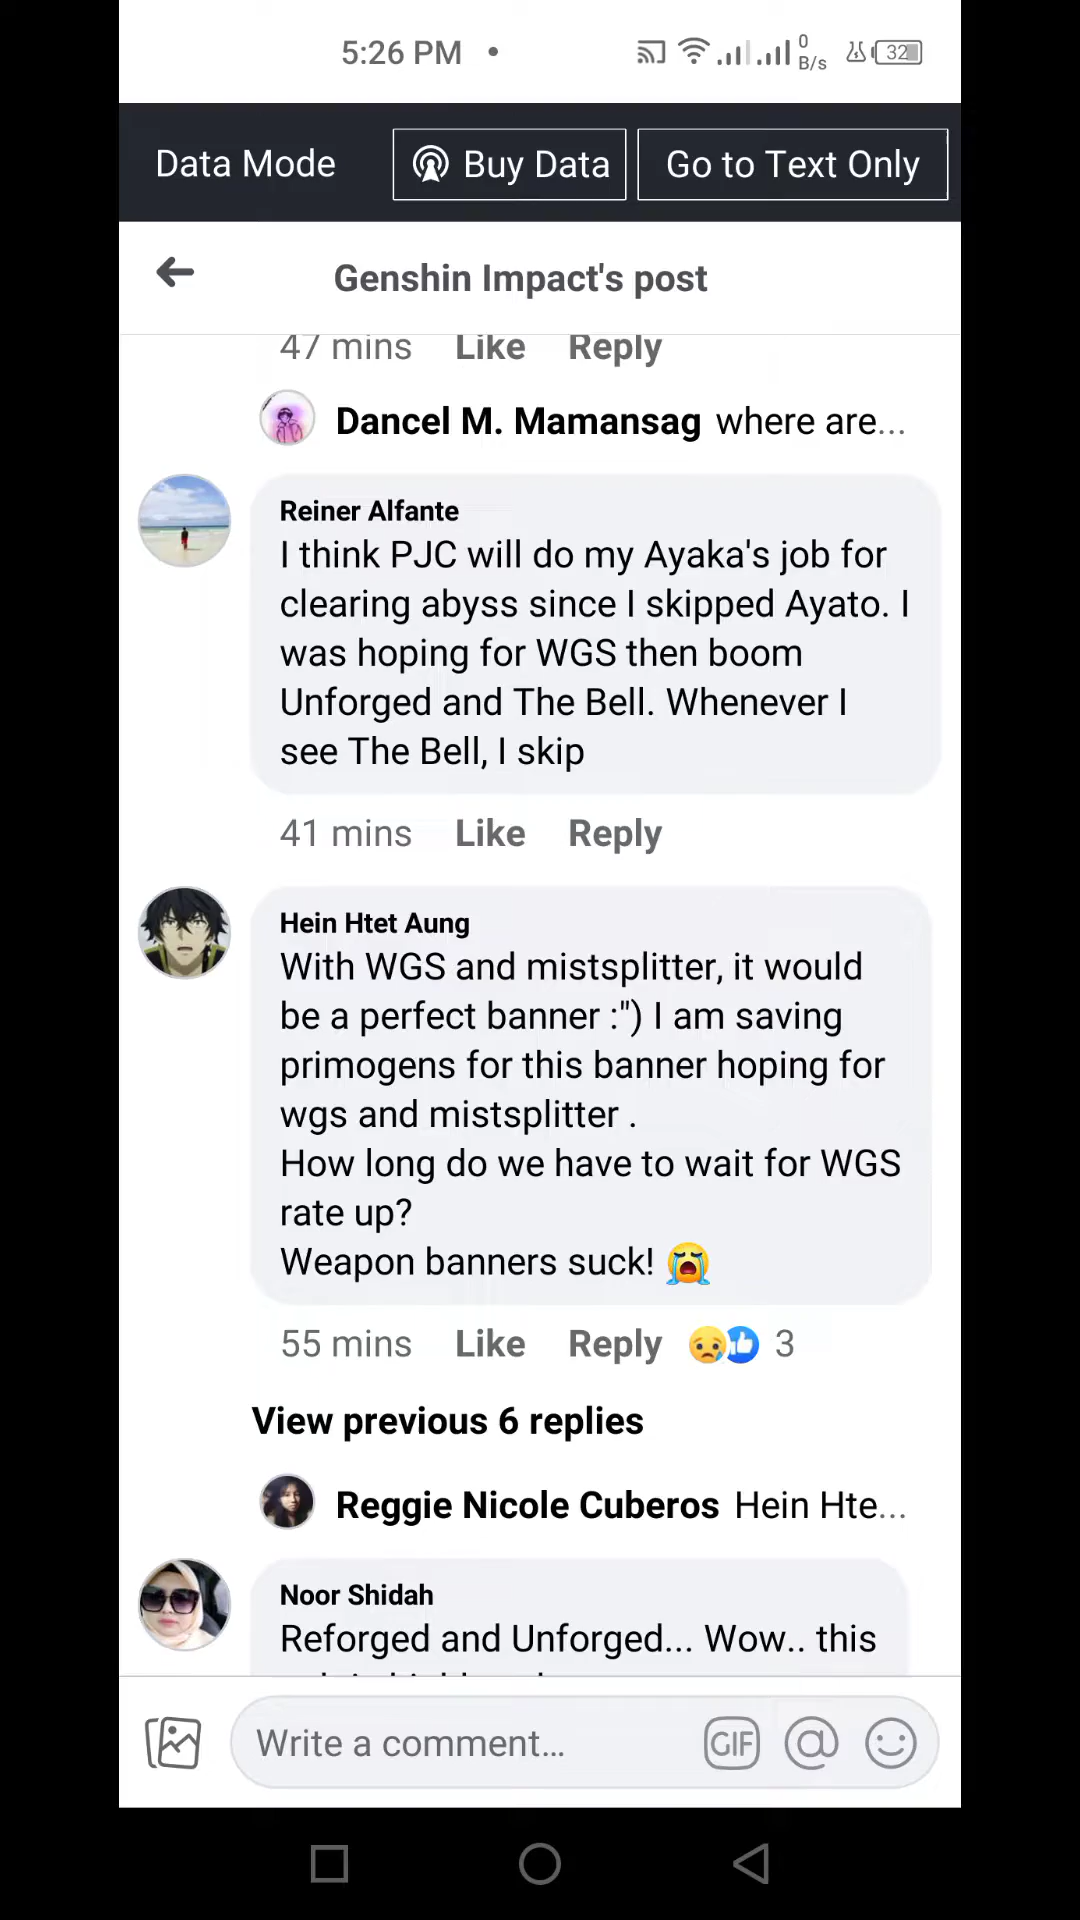 5:26 PM •
0
B/s
32
Data Mode
Buy Data
Go to Text Only
Genshin Impact's post
47 mins Like Reply
Dancel M. Mamansag where are...
Reiner Alfante
I think PJC will do my Ayaka's job for
clearing abyss since I skipped Ayato. I
was hoping for WGS then boom
Unforged and The Bell. Whenever I
see The Bell, I skip
41 mins Like Reply
Hein Htet Aung
With WGS and mistsplitter, it would
be a perfect banner :") I am saving
primogens for this banner hoping for
wgs and mistsplitter .
How long do we have to wait for WGS
rate up?
Weapon banners suck! 😭
55 mins Like Reply 3
View previous 6 replies
Reggie Nicole Cuberos Hein Hte...
Noor Shidah
Reforged and Unforged... Wow.. this
Write a comment...
GIF @